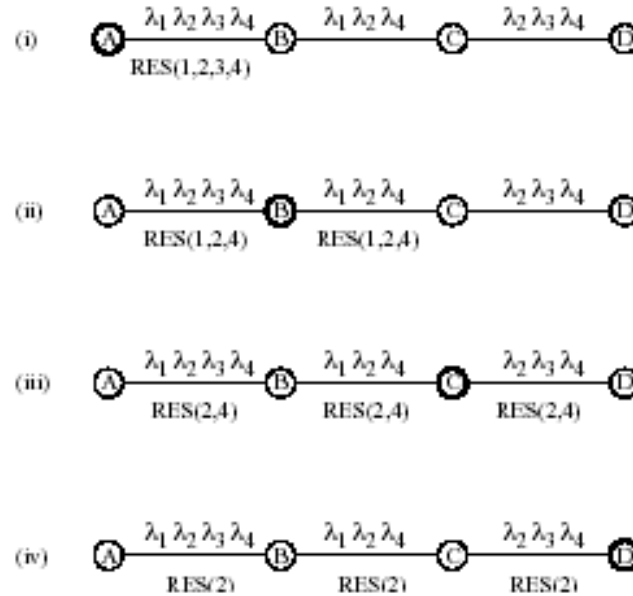 λ1 λ2 λ3 λ4 λ1 λ2 λ4 λ2 λ3 λ4
(i) A B C D
RES(1,2,3,4)
λ1 λ2 λ3 λ4 λ1 λ2 λ4 λ2 λ3 λ4
(ii) A B C D
RES(1,2,4) RES(1,2,4)
λ1 λ2 λ3 λ4 λ1 λ2 λ4 λ2 λ3 λ4
(iii) A B C D
RES(2,4) RES(2,4) RES(2,4)
λ1 λ2 λ3 λ4 λ1 λ2 λ4 λ2 λ3 λ4
(iv) A B C D
RES(2) RES(2) RES(2)